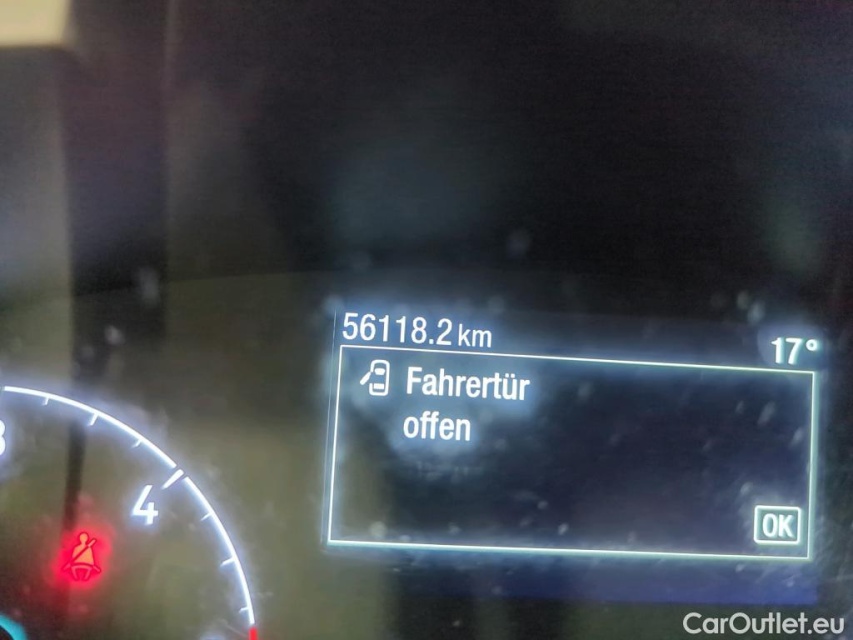 56118.2 km
17°
Fahrertür
offen
4
OK
CarOutlet.eu